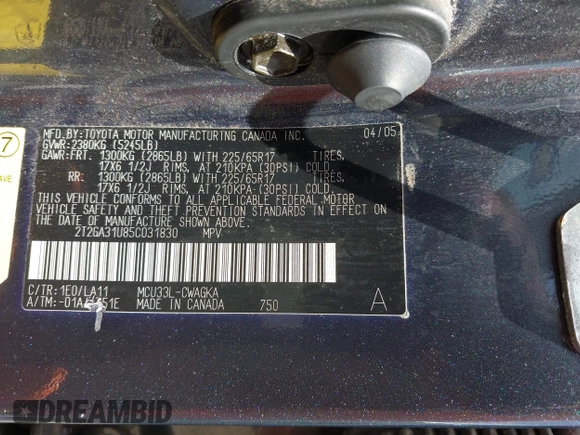 MFD.BY:TOYOTA MOTOR MANUFACTURING CANADA INC. 04/05
GVWR:2380KG (5245LB)
GAWR:FRT. 1300KG (2865LB) WITH 225/65R17 TIRES.
17X6 1/2J RIMS, AT 210KPA (30PSI) COLD.
RR: 1300KG (2865LB) WITH 225/65R17 TIRES.
17X6 1/2J RIMS, AT 210KPA (30PSI) COLD.
THIS VEHICLE CONFORMS TO ALL APPLICABLE FEDERAL MOTOR
VEHICLE SAFETY AND THEFT PREVENTION STANDARDS IN EFFECT
ON THE DATE OF MANUFACTURE SHOWN ABOVE.
2T2GA31U85C031830 MPV
C/TR:1E0/LA11 MCU33L-CWAGKA
A/TM: MADE IN CANADA 750 A
7
AVE
DREAMBID